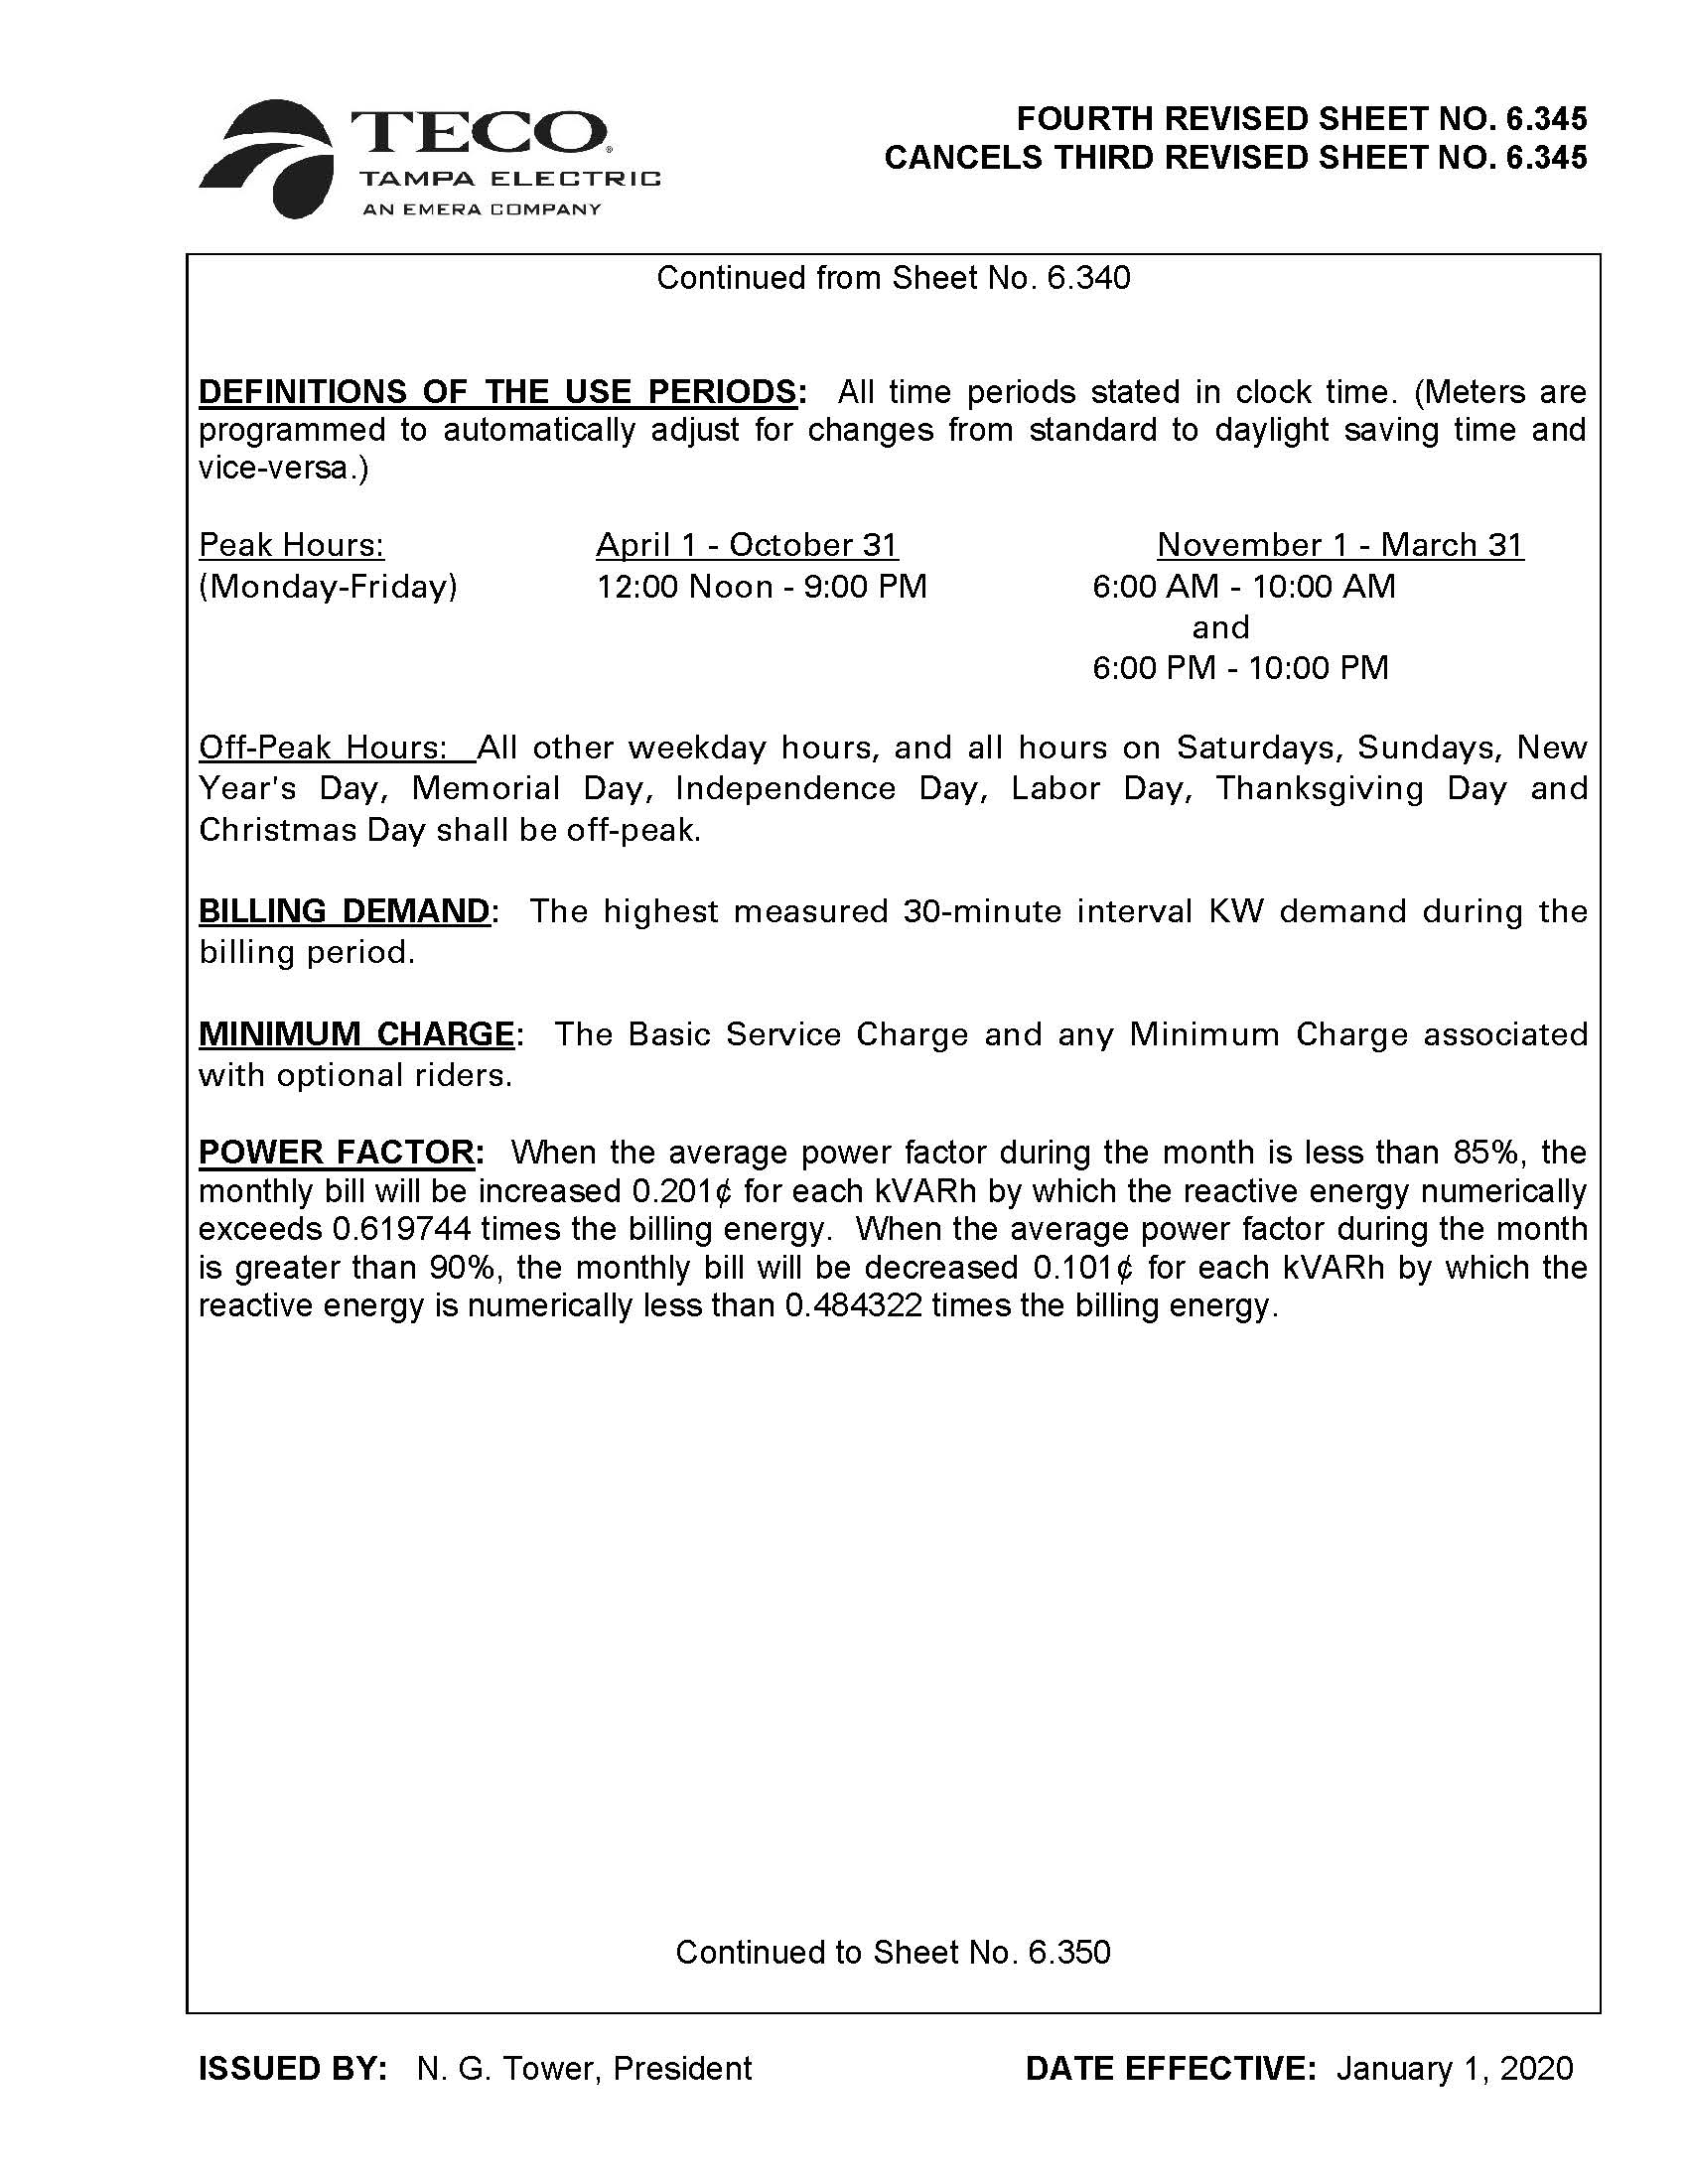 TECO®
TAMPA ELECTRIC
AN EMERA COMPANY
FOURTH REVISED SHEET NO. 6.345
CANCELS THIRD REVISED SHEET NO. 6.345
Continued from Sheet No. 6.340
DEFINITIONS OF THE USE PERIODS: All time periods stated in clock time. (Meters are
programmed to automatically adjust for changes from standard to daylight saving time and
vice-versa.)
Peak Hours: April 1 - October 31 November 1 - March 31
(Monday-Friday) 12:00 Noon - 9:00 PM 6:00 AM - 10:00 AM
and
6:00 PM - 10:00 PM
Off-Peak Hours: All other weekday hours, and all hours on Saturdays, Sundays, New
Year's Day, Memorial Day, Independence Day, Labor Day, Thanksgiving Day and
Christmas Day shall be off-peak.
BILLING DEMAND: The highest measured 30-minute interval KW demand during the
billing period.
MINIMUM CHARGE: The Basic Service Charge and any Minimum Charge associated
with optional riders.
POWER FACTOR: When the average power factor during the month is less than 85%, the
monthly bill will be increased 0.201¢ for each kVARh by which the reactive energy numerically
exceeds 0.619744 times the billing energy. When the average power factor during the month
is greater than 90%, the monthly bill will be decreased 0.101¢ for each kVARh by which the
reactive energy is numerically less than 0.484322 times the billing energy.
Continued to Sheet No. 6.350
ISSUED BY: N. G. Tower, President DATE EFFECTIVE: January 1, 2020